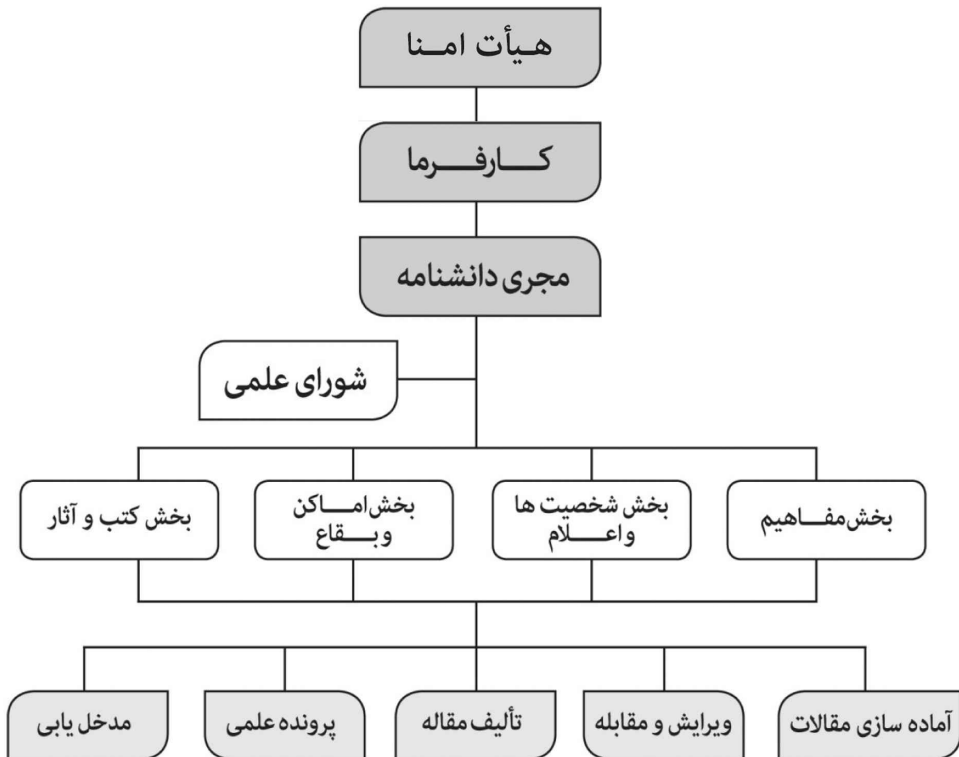 هیأت امنا
کارفرما
مجری دانشنامه
شورای علمی
بخش مفاهیم
بخش شخصیت ها
و اعلام
بخش اماکن
و بقاع
بخش کتب و آثار
آماده سازی مقالات
ویرایش و مقابله
تألیف مقاله
پرونده علمی
مدخل یابی